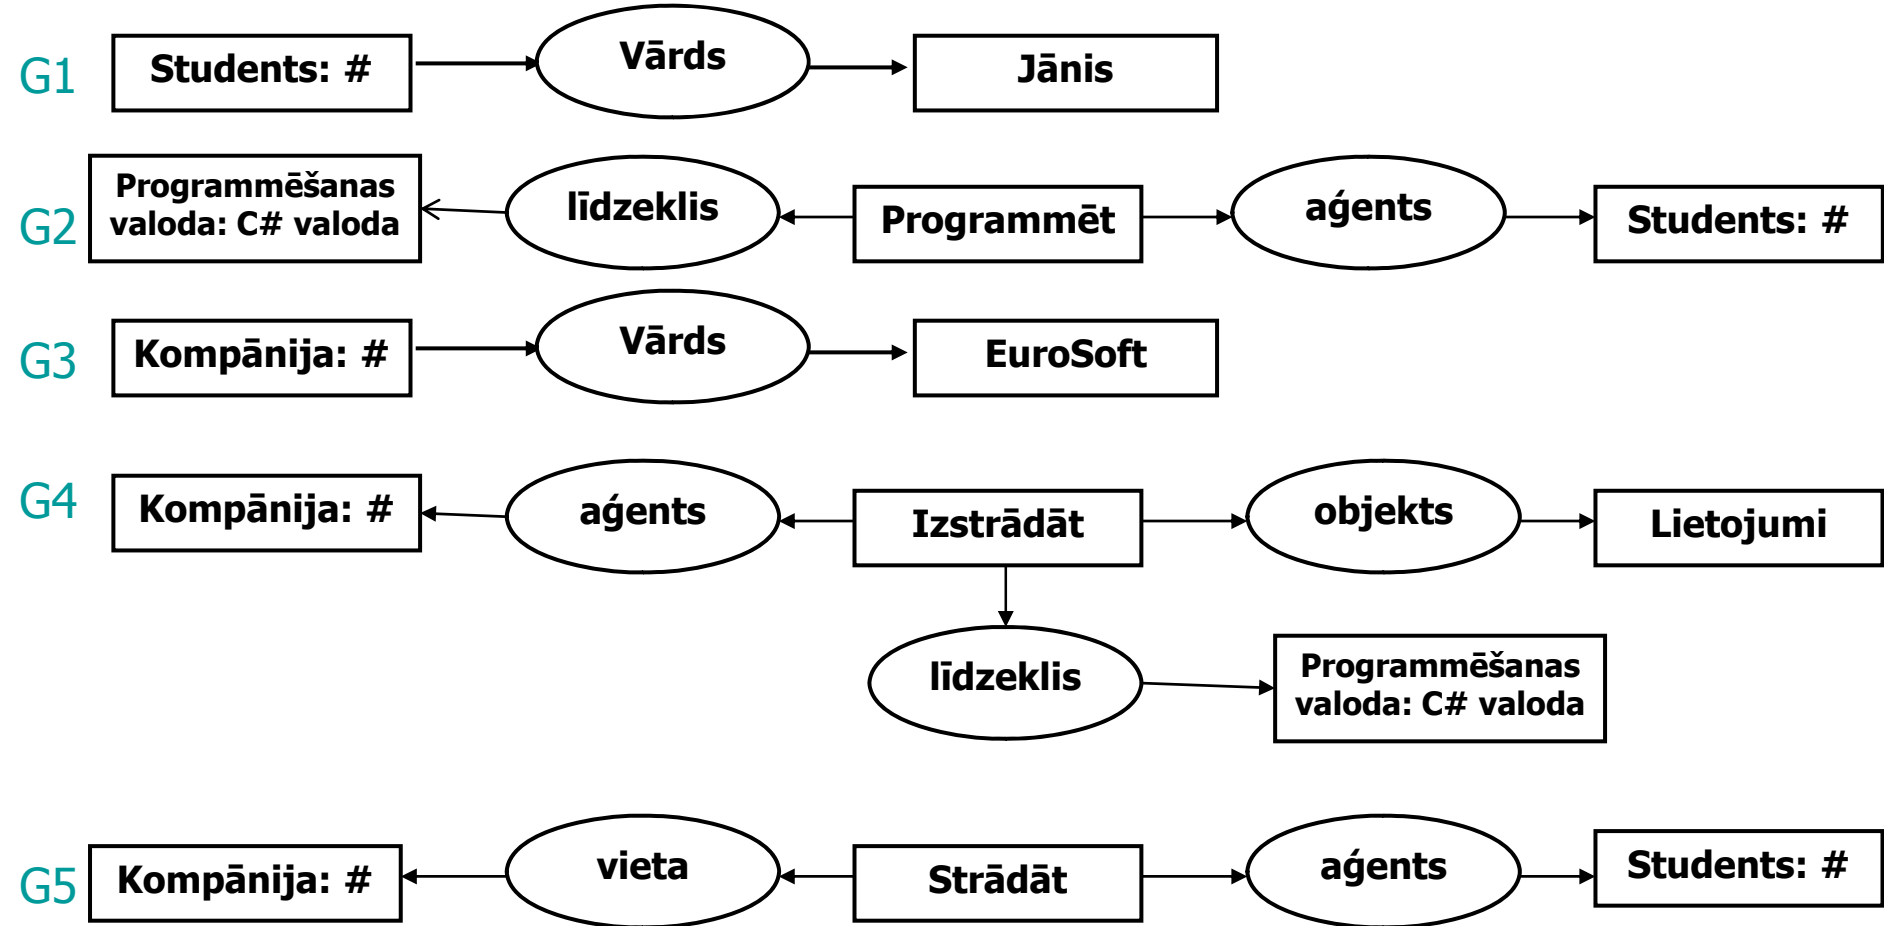 G1
Students: #
Vārds
Jānis
G2
Programmēšanas
valoda: C# valoda
līdzeklis
Programmēt
aģents
Students: #
G3
Kompānija: #
Vārds
EuroSoft
G4
Kompānija: #
aģents
Izstrādāt
objekts
Lietojumi
līdzeklis
Programmēšanas
valoda: C# valoda
G5
Kompānija: #
vieta
Strādāt
aģents
Students: #